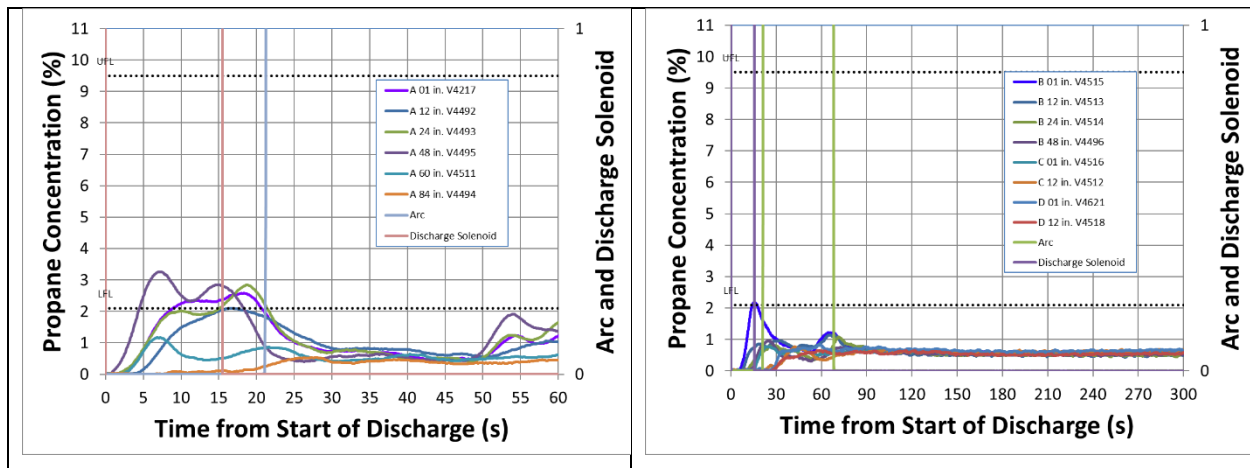 Propane Concentration (%)
11
10
9
8
7
6
5
4
3
2
1
0
UFL
LFL
A 01 in. V4217
A 12 in. V4492
A 24 in. V4493
A 48 in. V4495
A 60 in. V4511
A 84 in. V4494
Arc
Discharge Solenoid
1
0
Arc and Discharge Solenoid
0 5 10 15 20 25 30 35 40 45 50 55 60
Time from Start of Discharge (s)
Propane Concentration (%)
11
10
9
8
7
6
5
4
3
2
1
0
UFL
LFL
B 01 in. V4515
B 12 in. V4513
B 24 in. V4514
B 48 in. V4496
C 01 in. V4516
C 12 in. V4512
D 01 in. V4621
D 12 in. V4518
Arc
Discharge Solenoid
1
0
Arc and Discharge Solenoid
0 30 60 90 120 150 180 210 240 270 300
Time from Start of Discharge (s)